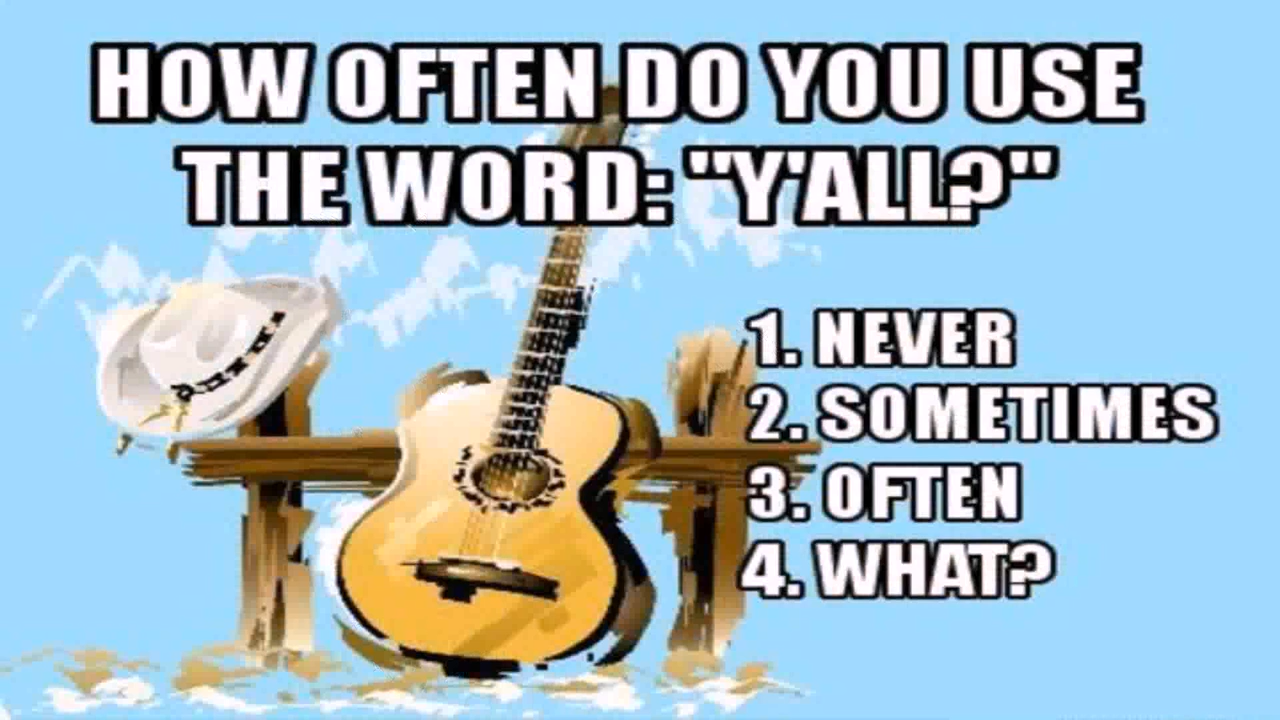 HOW OFTEN DO YOU USE
THE WORD: "Y'ALL?"
1. NEVER
2. SOMETIMES
3. OFTEN
4. WHAT?